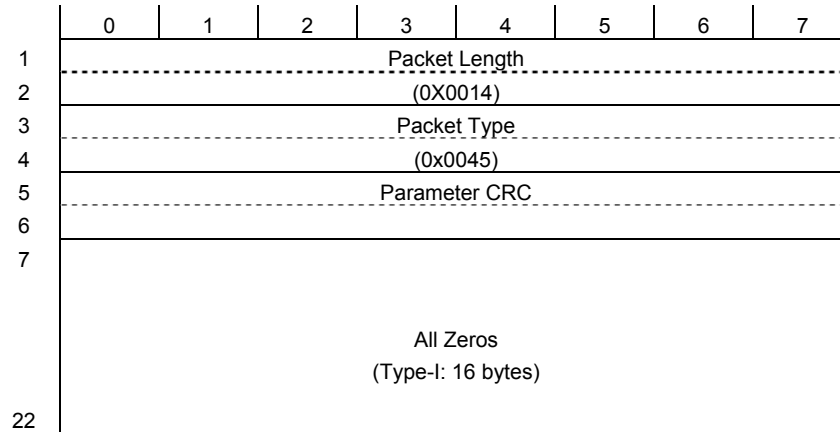 0 1 2 3 4 5 6 7
1 Packet Length
2 (0X0014)
3 Packet Type
4 (0x0045)
5 Parameter CRC
6
7
All Zeros
(Type-I: 16 bytes)
22